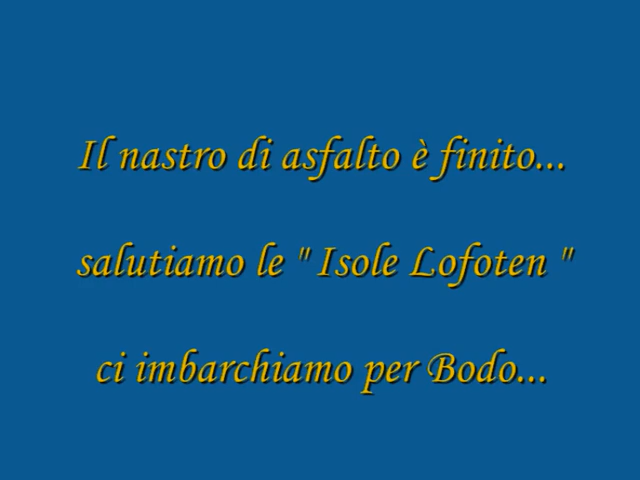 Il nastro di asfalto è finito...
salutiamo le " Isole Lofoten "
ci imbarchiamo per Bodo...